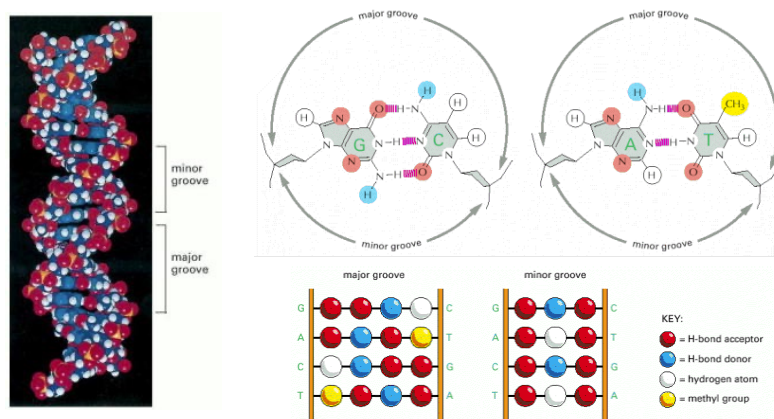 minor
groove
major
groove
major groove
H
H
O
H
N
H
N
G
N
H
N
C
H
N
N
N
O
N
H
H
minor groove
major groove
H
CH3
N
H
O
H
N
A
N
H
N
T
H
N
N
N
H
O
minor groove
major groove
minor groove
G
C
G
C
A
T
A
T
C
G
C
G
T
A
T
A
KEY:
= H-bond acceptor
= H-bond donor
= hydrogen atom
= methyl group